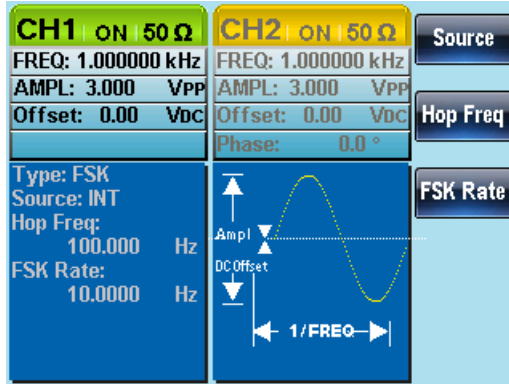 CH1 ON 50 Ω
FREQ: 1.000000 kHz
AMPL: 3.000 VPP
Offset: 0.00 VDC
CH2 ON 50 Ω
FREQ: 1.000000 kHz
AMPL: 3.000 VPP
Offset: 0.00 VDC
Phase: 0.0 °
Type: FSK
Source: INT
Hop Freq:
100.000 Hz
FSK Rate:
10.0000 Hz
Ampl
DC Offset
1/FREQ
Source
Hop Freq
FSK Rate